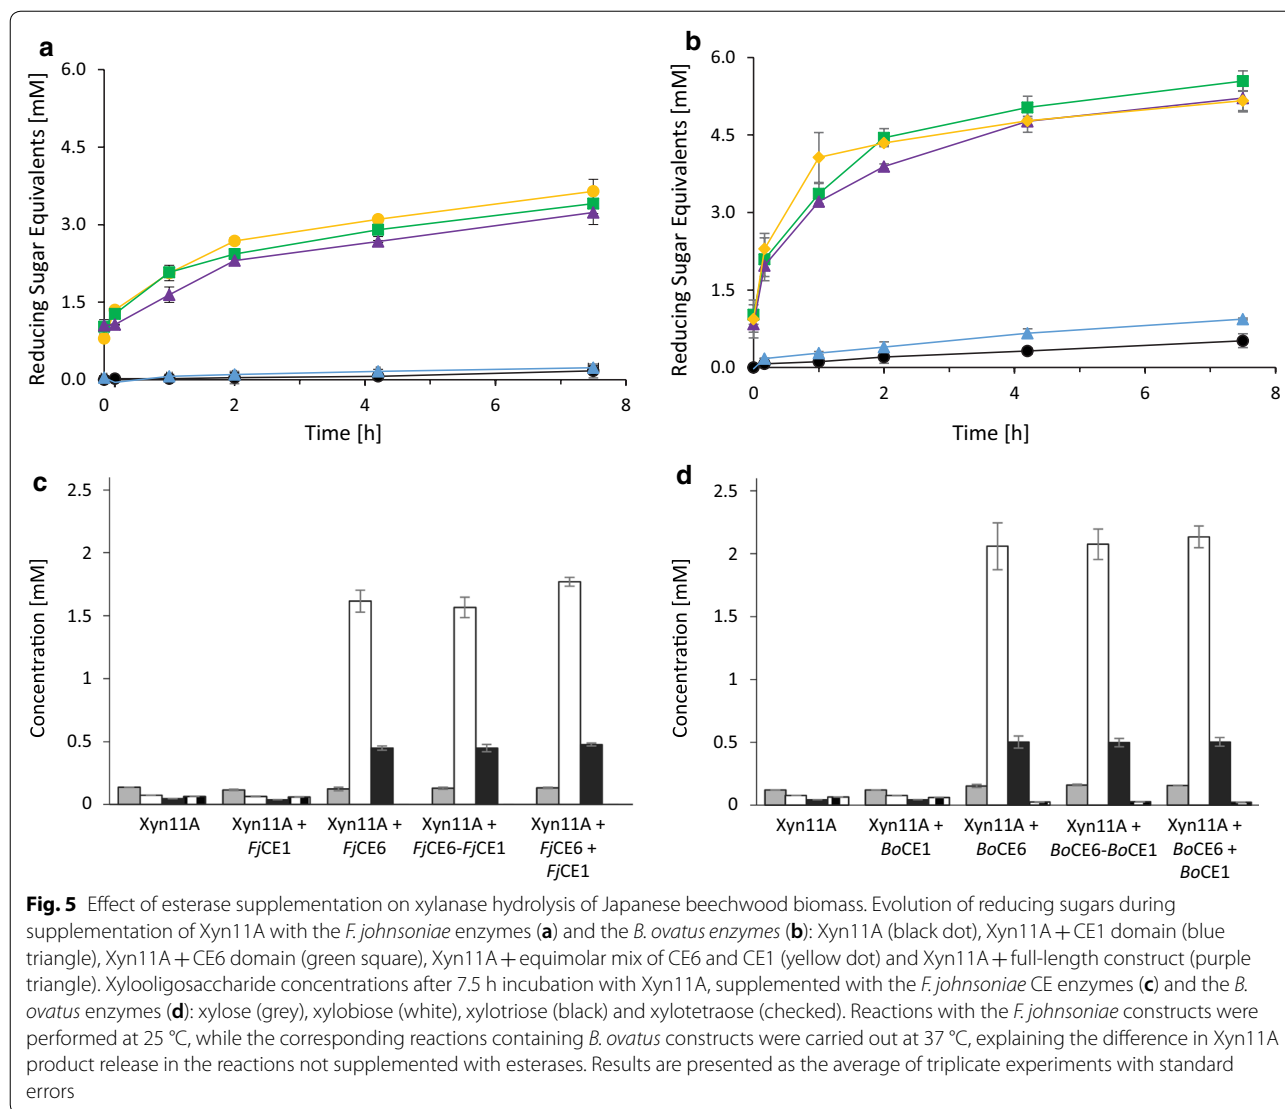 a
6.0
4.5
3.0
1.5
0.0
0 2 4 6 8
Reducing Sugar Equivalents [mM]
Time [h]
b
6.0
4.5
3.0
1.5
0.0
0 2 4 6 8
Reducing Sugar Equivalents [mM]
Time [h]
c
2.5
2
1.5
1
0.5
0
Concentration [mM]
Xyn11A
Xyn11A +
FjCE1
Xyn11A +
FjCE6
Xyn11A +
FjCE6-FjCE1
Xyn11A +
FjCE6 +
FjCE1
d
2.5
2
1.5
1
0.5
0
Concentration [mM]
Xyn11A
Xyn11A +
BoCE1
Xyn11A +
BoCE6
Xyn11A +
BoCE6-BoCE1
Xyn11A +
BoCE6 +
BoCE1
Fig. 5 Effect of esterase supplementation on xylanase hydrolysis of Japanese beechwood biomass. Evolution of reducing sugars during
supplementation of Xyn11A with the F. johnsoniae enzymes (a) and the B. ovatus enzymes (b): Xyn11A (black dot), Xyn11A + CE1 domain (blue
triangle), Xyn11A + CE6 domain (green square), Xyn11A + equimolar mix of CE6 and CE1 (yellow dot) and Xyn11A + full-length construct (purple
triangle). Xylooligosaccharide concentrations after 7.5 h incubation with Xyn11A, supplemented with the F. johnsoniae CE enzymes (c) and the B.
ovatus enzymes (d): xylose (grey), xylobiose (white), xylotriose (black) and xylotetraose (checked). Reactions with the F. johnsoniae constructs were
performed at 25 °C, while the corresponding reactions containing B. ovatus constructs were carried out at 37 °C, explaining the difference in Xyn11A
product release in the reactions not supplemented with esterases. Results are presented as the average of triplicate experiments with standard
errors